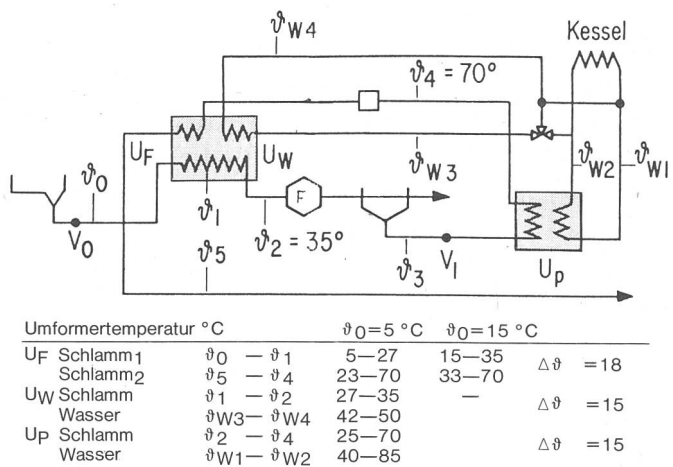 ϑW4
Kessel
ϑ4 = 70°
UF
UW
ϑW3
ϑW2
ϑW1
ϑ0
V0
ϑ1
F
ϑ2 = 35°
ϑ3
V1
Up
ϑ5
Umformertemperatur °C ϑ0=5 °C ϑ0=15 °C
UF Schlamm1 ϑ0 — ϑ1 5—27 15—35 Δϑ =18
Schlamm2 ϑ5 — ϑ4 23—70 33—70
UW Schlamm ϑ1 — ϑ2 27—35 — Δϑ =15
Wasser ϑW3— ϑW4 42—50
UP Schlamm ϑ2 — ϑ4 25—70 Δϑ =15
Wasser ϑW1— ϑW2 40—85